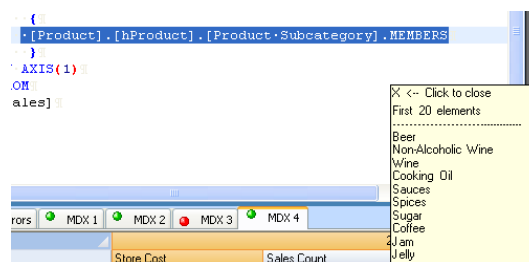 {
[Product].[hProduct].[Product·Subcategory].MEMBERS
}
AXIS(1)
OM
ales]
X <-- Click to close
First 20 elements
Beer
Non-Alcoholic Wine
Wine
Cooking Oil
Sauces
Spices
Sugar
Coffee
Jam
Jelly
rors MDX 1 MDX 2 MDX 3 MDX 4
2
Store Cost Sales Count